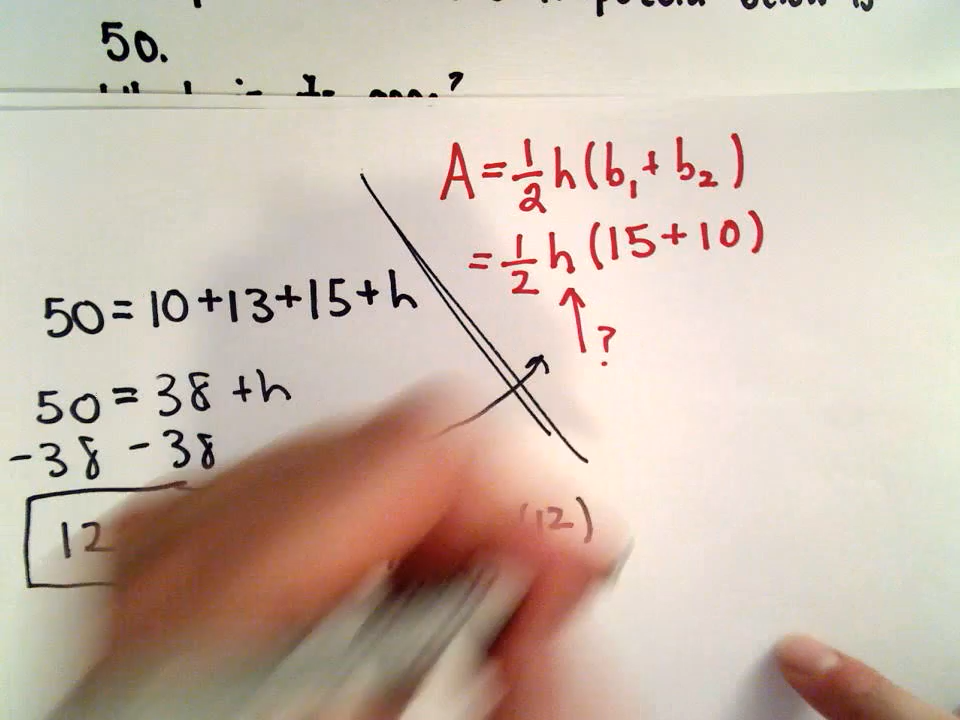 50.
50 = 10 + 13 + 15 + h
50 = 38 + h
-38 -38
12
A = 1/2 h (b₁ + b₂)
= 1/2 h (15 + 10)
?
(12)